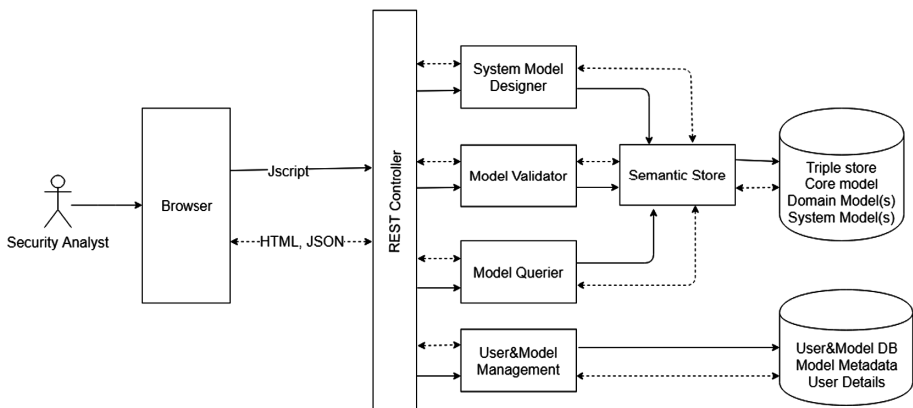 Security Analyst
Browser
Jscript
HTML, JSON
REST Controller
System Model
Designer
Model Validator
Model Querier
User&Model
Management
Semantic Store
Triple store
Core model
Domain Model(s)
System Model(s)
User&Model DB
Model Metadata
User Details